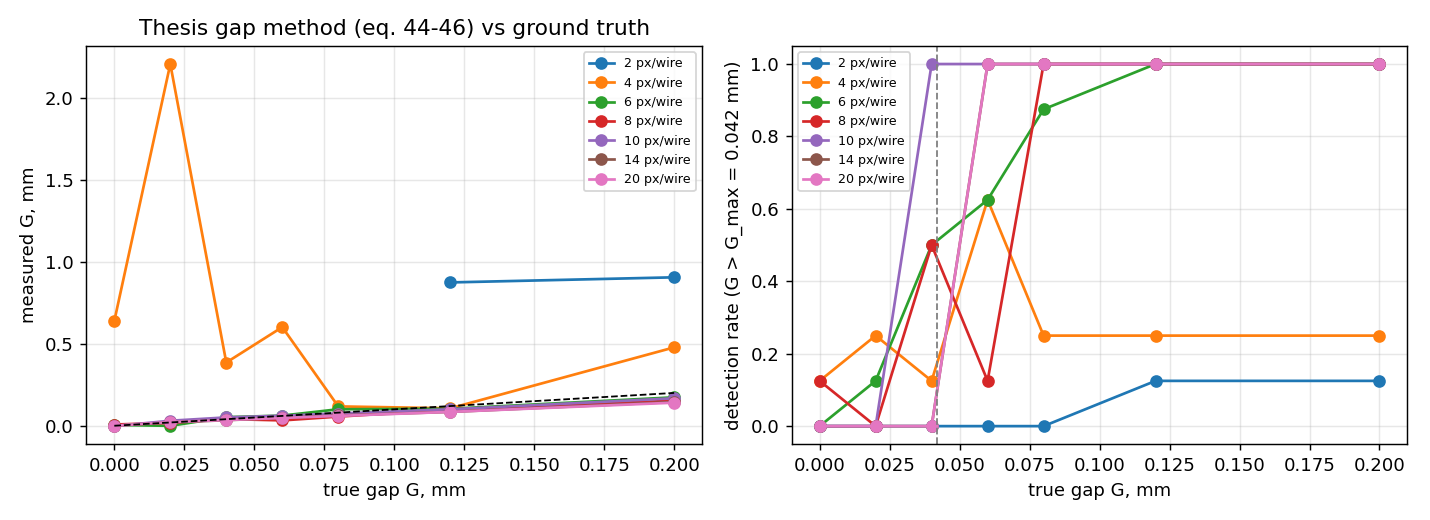 Thesis gap method (eq. 44-46) vs ground truth
measured G, mm
2.0
1.5
1.0
0.5
0.0
2 px/wire
4 px/wire
6 px/wire
8 px/wire
10 px/wire
14 px/wire
20 px/wire
0.000 0.025 0.050 0.075 0.100 0.125 0.150 0.175 0.200
true gap G, mm
detection rate (G > G_max = 0.042 mm)
1.0
0.8
0.6
0.4
0.2
0.0
2 px/wire
4 px/wire
6 px/wire
8 px/wire
10 px/wire
14 px/wire
20 px/wire
0.000 0.025 0.050 0.075 0.100 0.125 0.150 0.175 0.200
true gap G, mm